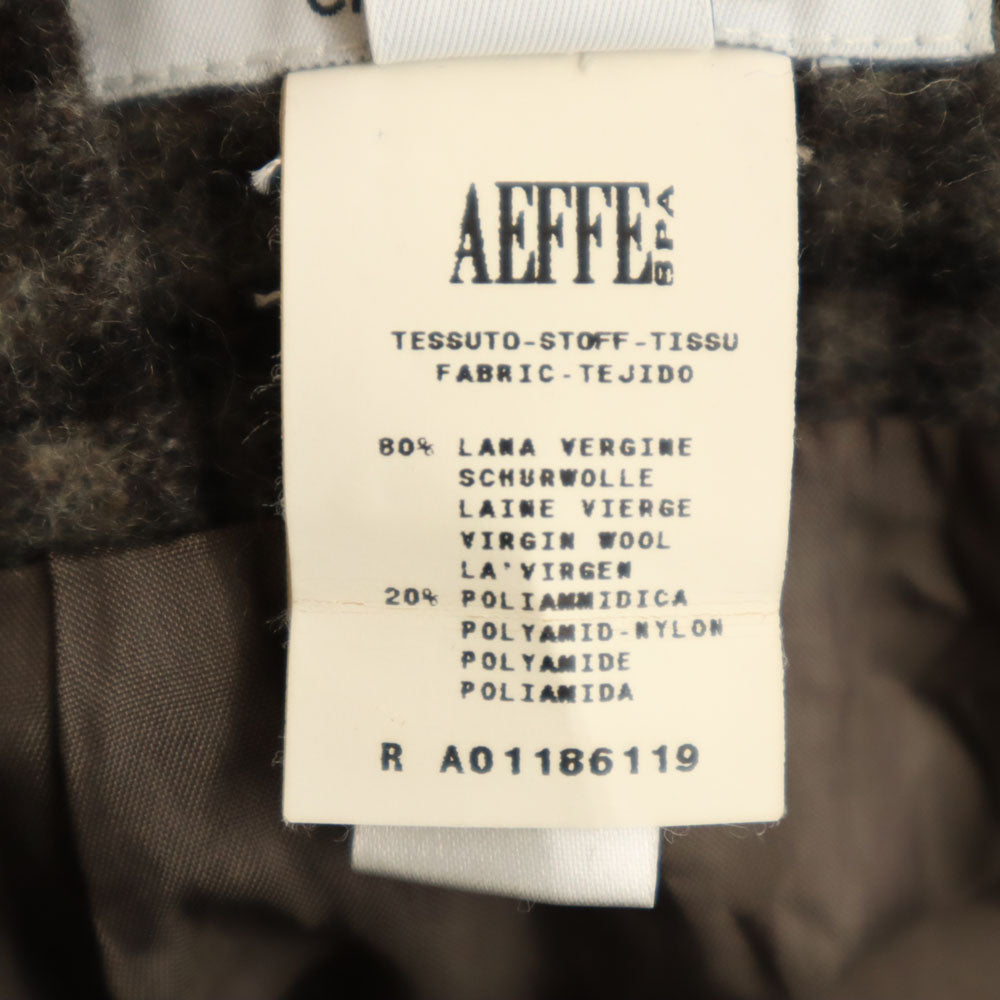 AEFFE SPA
TESSUTO-STOFF-TISSU
FABRIC-TEJIDO
80% LANA VERGINE
SCHURWOLLE
LAINE VIERGE
VIRGIN WOOL
LA'VIRGEN
20% POLIAMMIDICA
POLYAMID-NYLON
POLYAMIDE
POLIAMIDA
R A01186119